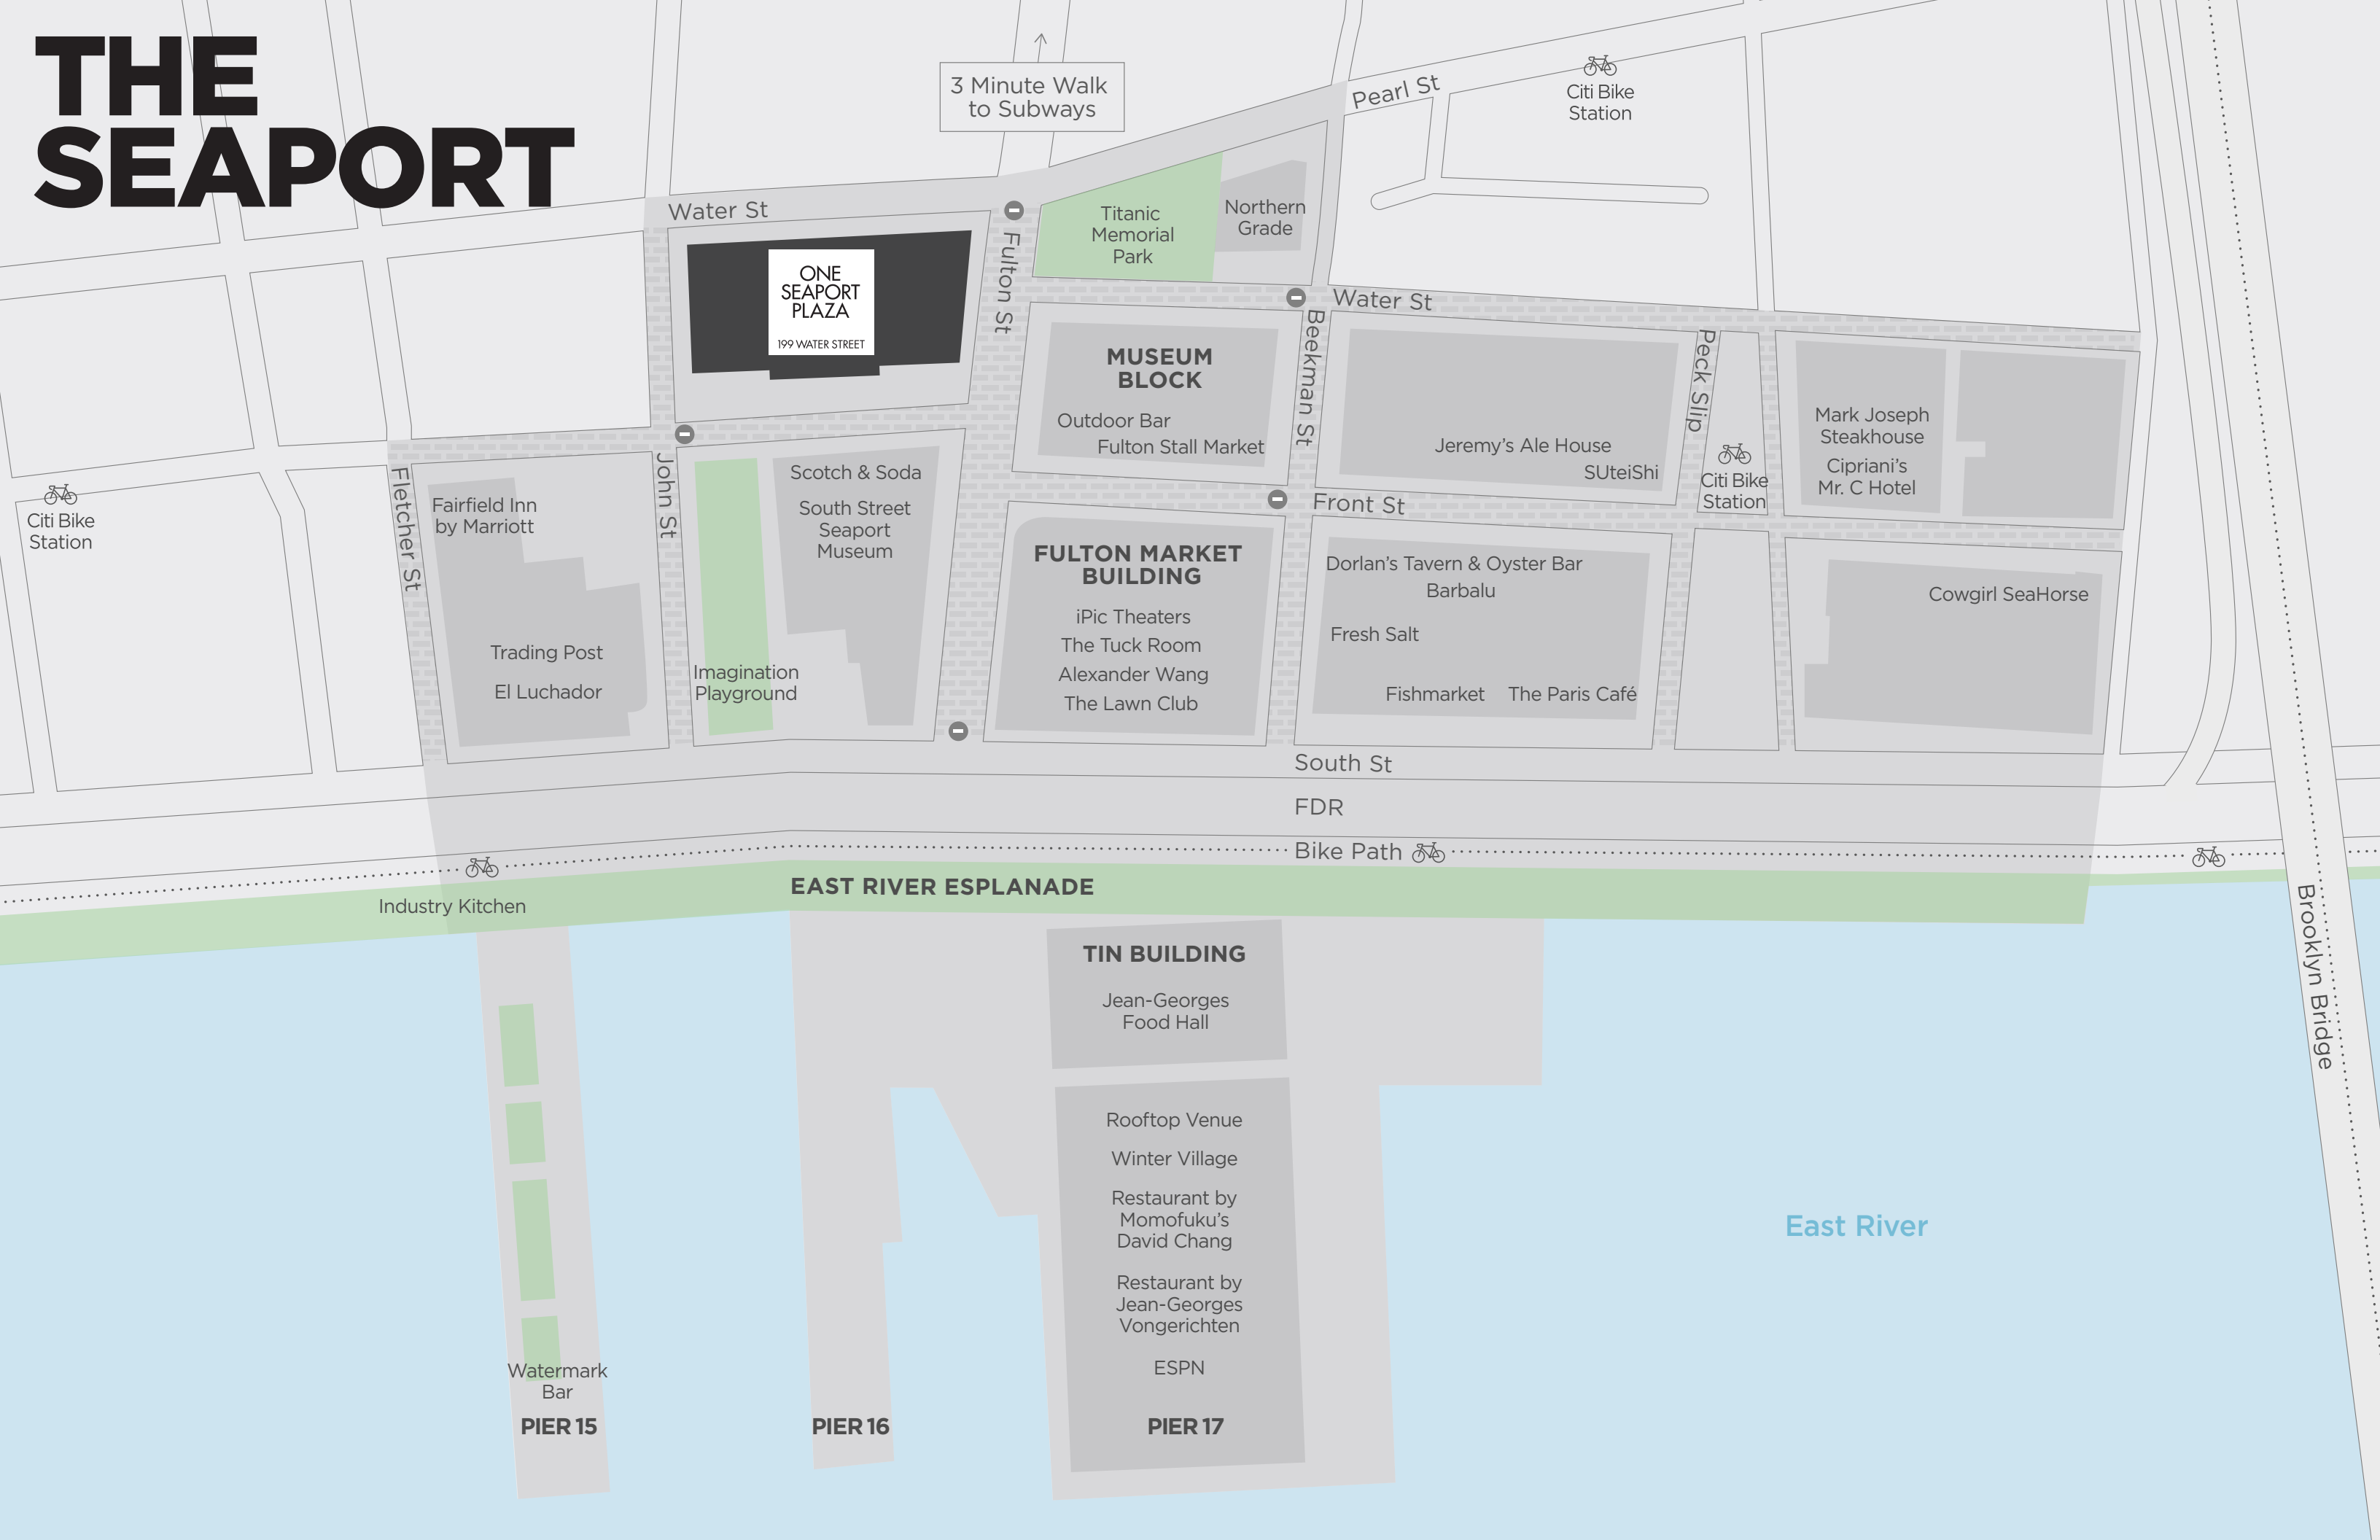 THE
SEAPORT
3 Minute Walk
to Subways
Pearl St
Citi Bike
Station
Water St
Fulton St
Titanic
Memorial
Park
Northern
Grade
ONE
SEAPORT
PLAZA
199 WATER STREET
Water St
Beekman St
Peck Slip
MUSEUM
BLOCK
Outdoor Bar
Fulton Stall Market
Jeremy's Ale House
SUteiShi
Citi Bike
Station
Mark Joseph
Steakhouse
Cipriani's
Mr. C Hotel
Citi Bike
Station
Fletcher St
Fairfield Inn
by Marriott
Trading Post
El Luchador
John St
Imagination
Playground
Scotch & Soda
South Street
Seaport
Museum
Front St
FULTON MARKET
BUILDING
iPic Theaters
The Tuck Room
Alexander Wang
The Lawn Club
Dorlan's Tavern & Oyster Bar
Barbalu
Fresh Salt
Fishmarket
The Paris Café
Cowgirl SeaHorse
South St
FDR
Bike Path
EAST RIVER ESPLANADE
Industry Kitchen
Brooklyn Bridge
TIN BUILDING
Jean-Georges
Food Hall
Rooftop Venue
Winter Village
Restaurant by
Momofuku's
David Chang
Restaurant by
Jean-Georges
Vongerichten
ESPN
East River
Watermark
Bar
PIER 15
PIER 16
PIER 17